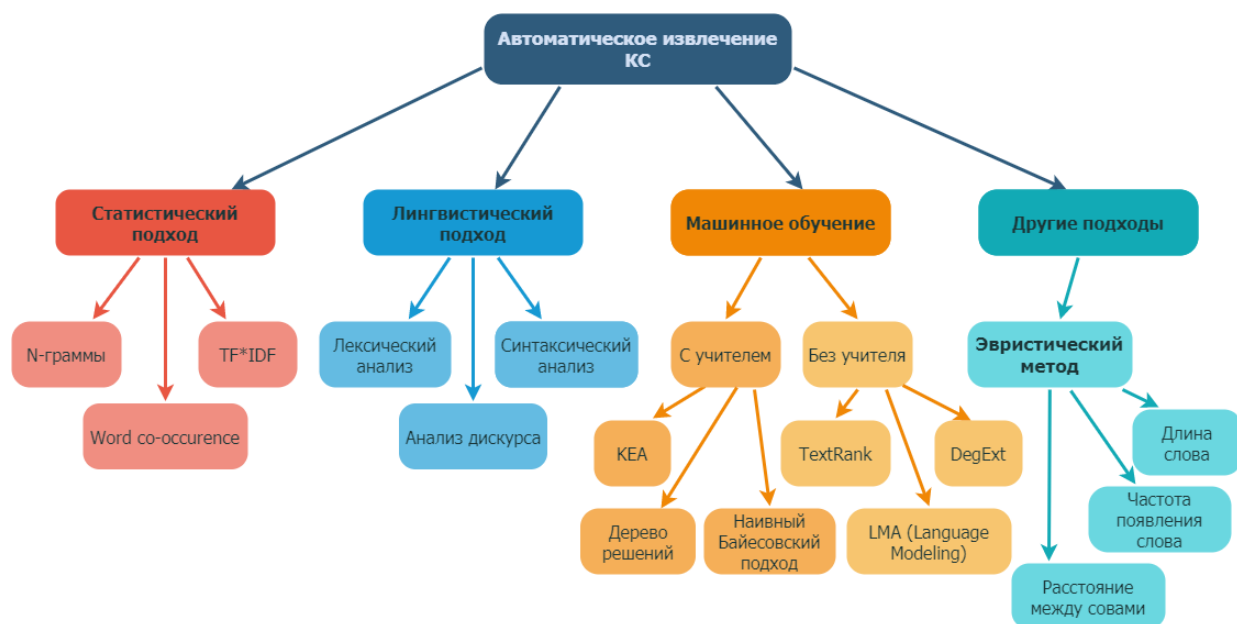 Автоматическое извлечение
КС
Статистический
подход
Лингвистический
подход
Машинное обучение
Другие подходы
N-граммы
TF*IDF
Word co-occurence
Лексический
анализ
Синтаксический
анализ
Анализ дискурса
С учителем
Без учителя
Эвристический
метод
KEA
TextRank
DegExt
Длина
слова
Дерево
решений
Наивный
Байесовский
подход
LMA (Language
Modeling)
Частота
появления
слова
Расстояние
между совами